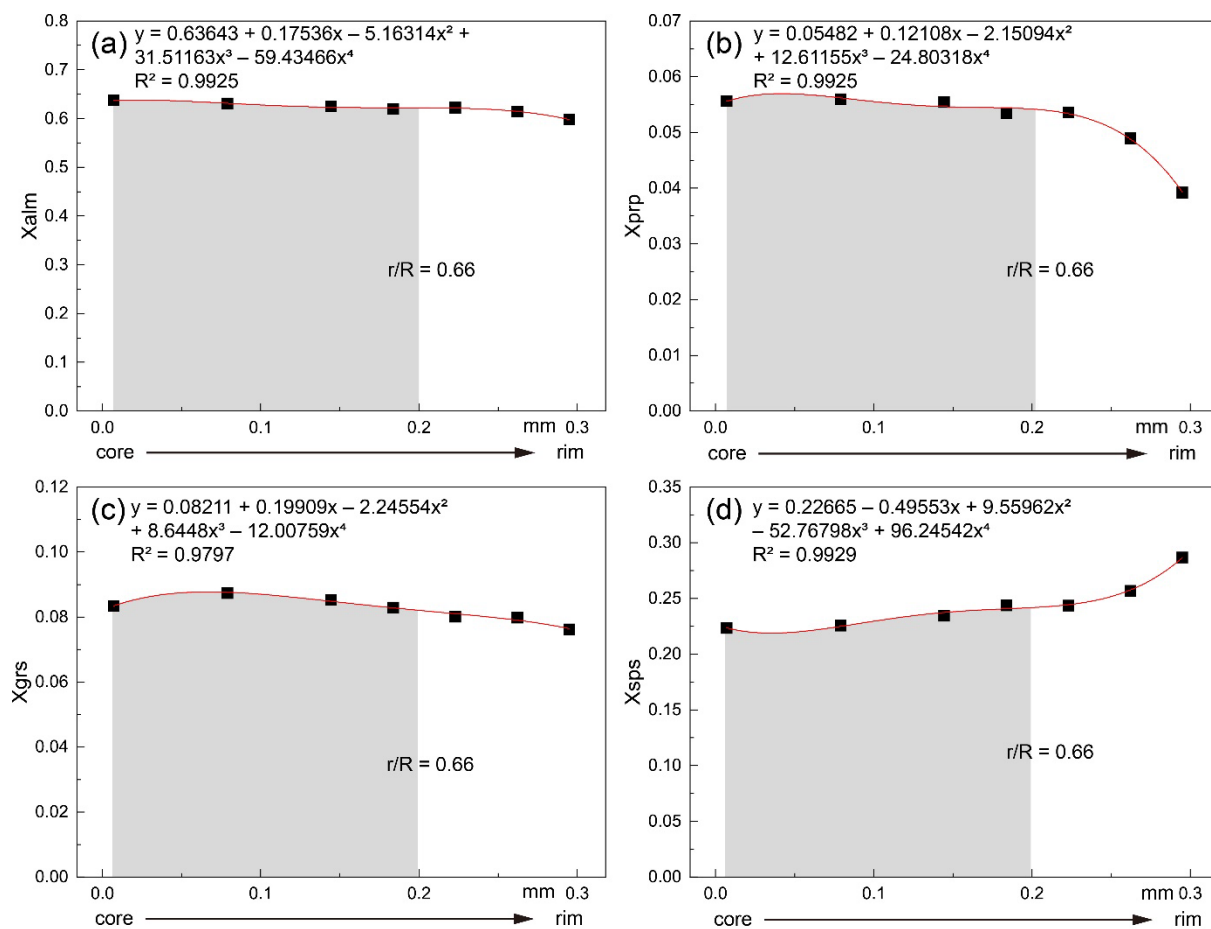 (a)
y = 0.63643 + 0.17536x − 5.16314x² +
31.51163x³ − 59.43466x⁴
R² = 0.9925
Xalm
0.8
0.7
0.6
0.5
0.4
0.3
0.2
0.1
0.0
r/R = 0.66
0.0 0.1 0.2 mm 0.3
core rim
(b)
y = 0.05482 + 0.12108x − 2.15094x²
+ 12.61155x³ − 24.80318x⁴
R² = 0.9925
Xprp
0.07
0.06
0.05
0.04
0.03
0.02
0.01
0.00
r/R = 0.66
0.0 0.1 0.2 mm 0.3
core rim
(c)
y = 0.08211 + 0.19909x − 2.24554x²
+ 8.6448x³ − 12.00759x⁴
R² = 0.9797
Xgrs
0.12
0.10
0.08
0.06
0.04
0.02
0.00
r/R = 0.66
0.0 0.1 0.2 mm 0.3
core rim
(d)
y = 0.22665 − 0.49553x + 9.55962x²
− 52.76798x³ + 96.24542x⁴
R² = 0.9929
Xsps
0.35
0.30
0.25
0.20
0.15
0.10
0.05
0.00
r/R = 0.66
0.0 0.1 0.2 mm 0.3
core rim